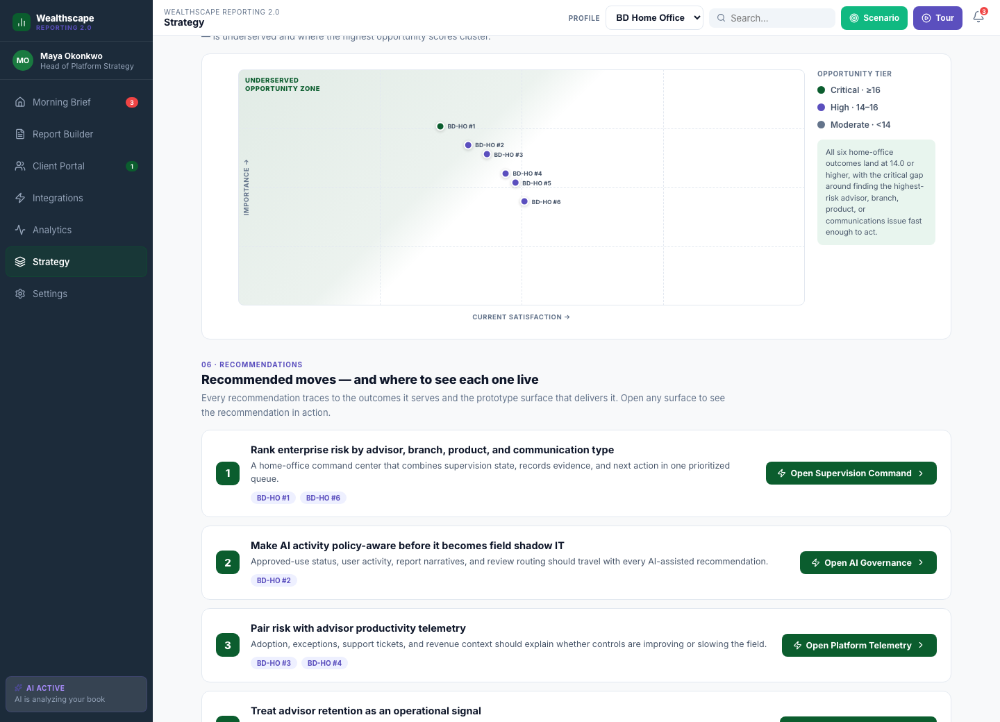 Wealthscape
REPORTING 2.0
MO
Maya Okonkwo
Head of Platform Strategy
Morning Brief
3
Report Builder
Client Portal
1
Integrations
Analytics
Strategy
Settings
AI ACTIVE
AI is analyzing your book
WEALTHSCAPE REPORTING 2.0
Strategy
PROFILE
BD Home Office
Search...
Scenario
Tour
3
— is underserved and where the highest opportunity scores cluster.
UNDERSERVED
OPPORTUNITY ZONE
IMPORTANCE →
BD-HO #1
BD-HO #2
BD-HO #3
BD-HO #4
BD-HO #5
BD-HO #6
CURRENT SATISFACTION →
OPPORTUNITY TIER
Critical · ≥16
High · 14–16
Moderate · <14
All six home-office
outcomes land at 14.0 or
higher, with the critical gap
around finding the highest-
risk advisor, branch,
product, or
communications issue fast
enough to act.
06 · RECOMMENDATIONS
Recommended moves — and where to see each one live
Every recommendation traces to the outcomes it serves and the prototype surface that delivers it. Open any surface to see
the recommendation in action.
1
Rank enterprise risk by advisor, branch, product, and communication type
A home-office command center that combines supervision state, records evidence, and next action in one prioritized
queue.
BD-HO #1
BD-HO #6
Open Supervision Command
2
Make AI activity policy-aware before it becomes field shadow IT
Approved-use status, user activity, report narratives, and review routing should travel with every AI-assisted recommendation.
BD-HO #2
Open AI Governance
3
Pair risk with advisor productivity telemetry
Adoption, exceptions, support tickets, and revenue context should explain whether controls are improving or slowing the field.
BD-HO #3
BD-HO #4
Open Platform Telemetry
Treat advisor retention as an operational signal